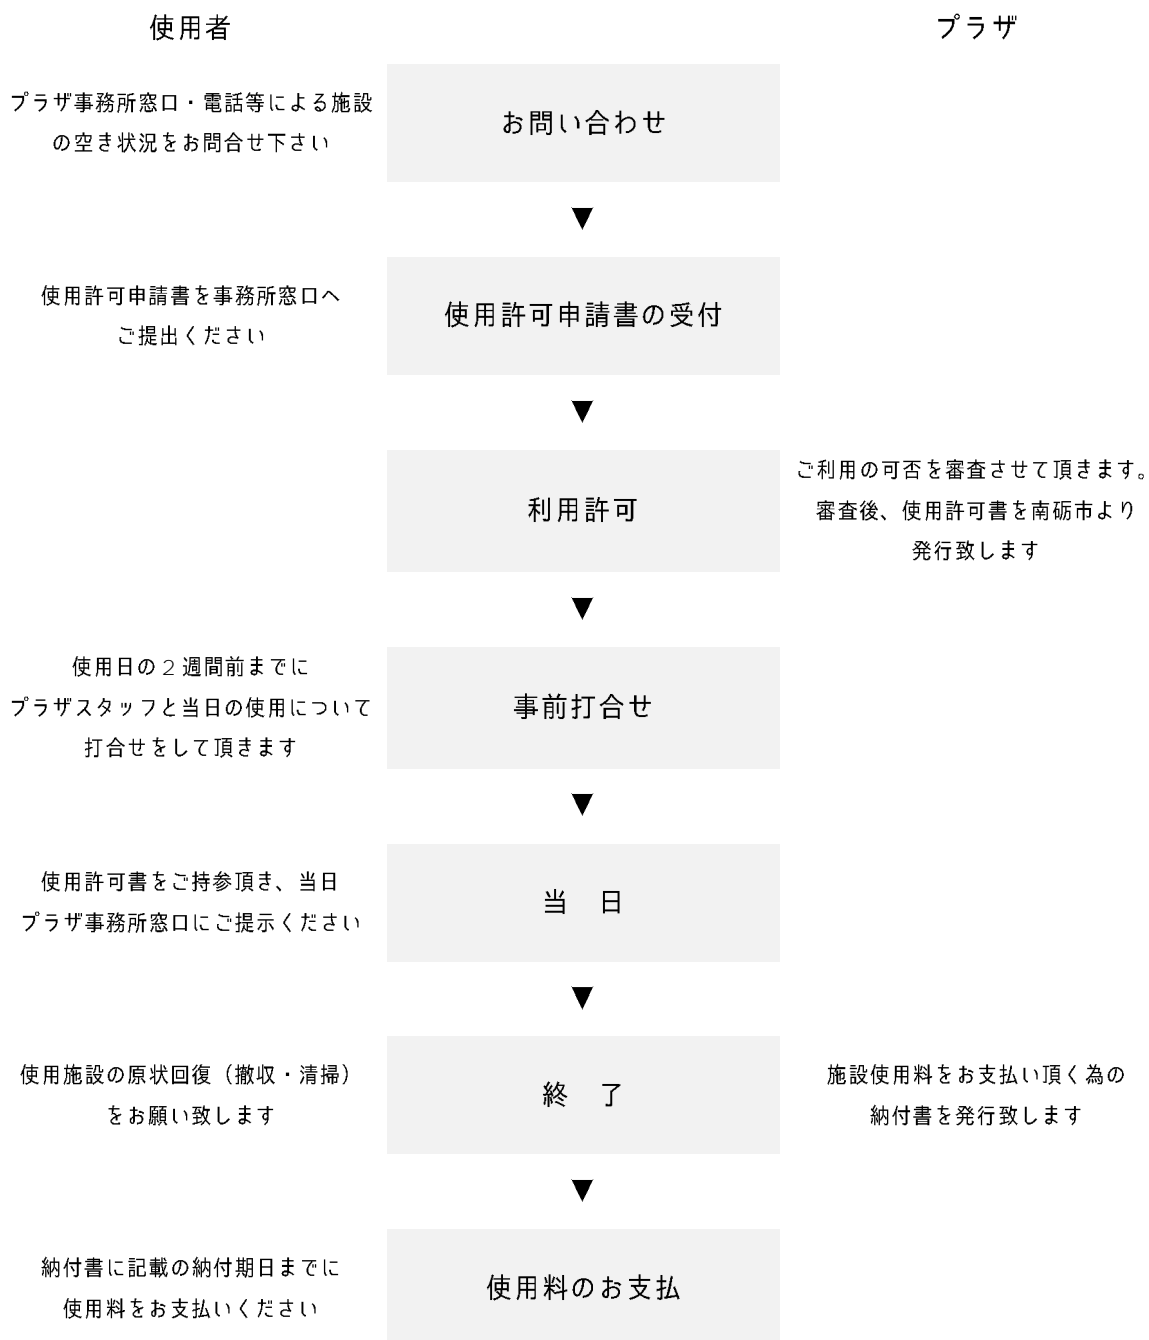 使用者
プラザ
プラザ事務所窓口・電話等による施設
の空き状況をお問合せ下さい
お問い合わせ
▼
使用許可申請書を事務所窓口へ
ご提出ください
使用許可申請書の受付
▼
利用許可
ご利用の可否を審査させて頂きます。
審査後、使用許可書を南砺市より
発行致します
▼
使用日の2週間前までに
プラザスタッフと当日の使用について
打合せをして頂きます
事前打合せ
▼
使用許可書をご持参頂き、当日
プラザ事務所窓口にご提示ください
当　日
▼
使用施設の原状回復（撤収・清掃）
をお願い致します
終　了
施設使用料をお支払い頂く為の
納付書を発行致します
▼
納付書に記載の納付期日までに
使用料をお支払いください
使用料のお支払